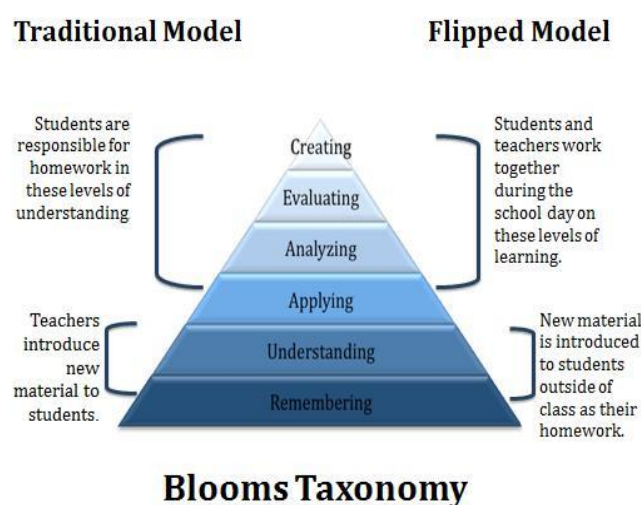 Traditional Model
Flipped Model
Students are
responsible for
homework in
these levels of
understanding
Creating
Evaluating
Analyzing
Applying
Understanding
Remembering
Students and
teachers work
together
during the
school day on
these levels of
learning.
Teachers
introduce
new
material to
students.
New material
is introduced
to students
outside of
class as their
homework.
Blooms Taxonomy